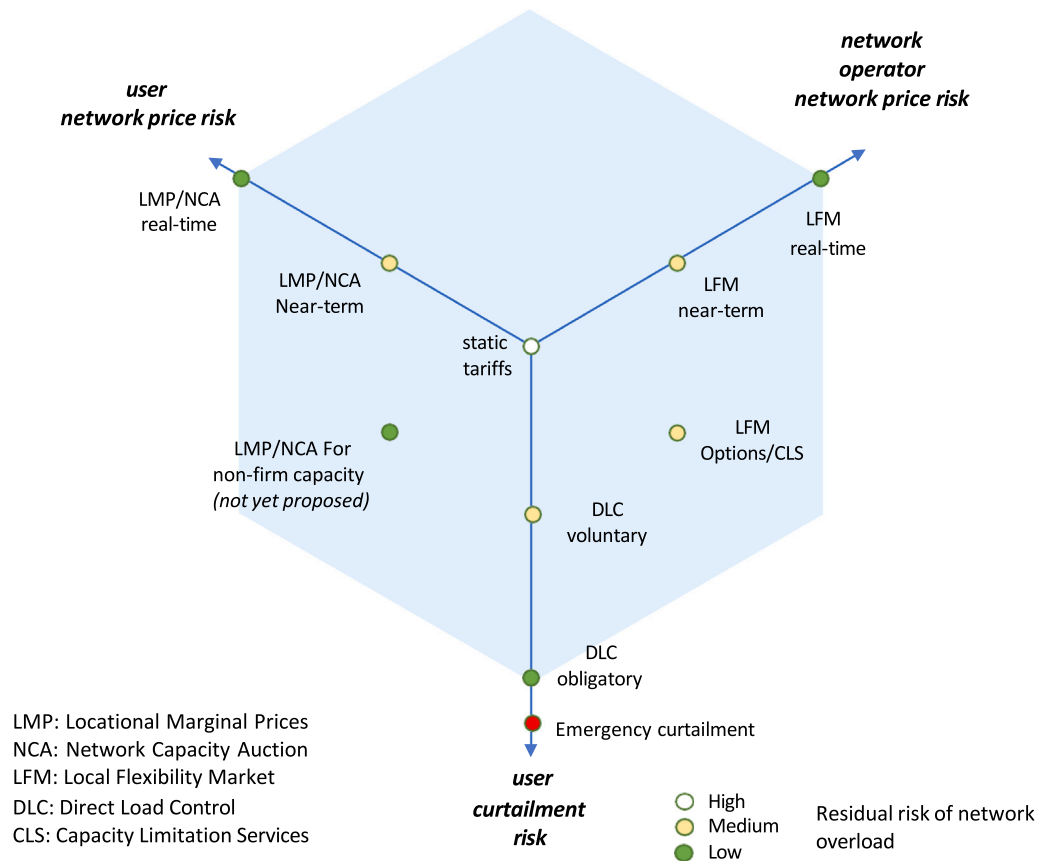 network
operator
network price risk
user
network price risk
LMP/NCA
real-time
LFM
real-time
LMP/NCA
Near-term
LFM
near-term
static
tariffs
LMP/NCA For
non-firm capacity
(not yet proposed)
LFM
Options/CLS
DLC
voluntary
DLC
obligatory
Emergency curtailment
user
curtailment
risk
LMP: Locational Marginal Prices
NCA: Network Capacity Auction
LFM: Local Flexibility Market
DLC: Direct Load Control
CLS: Capacity Limitation Services
High
Medium
Low
Residual risk of network
overload